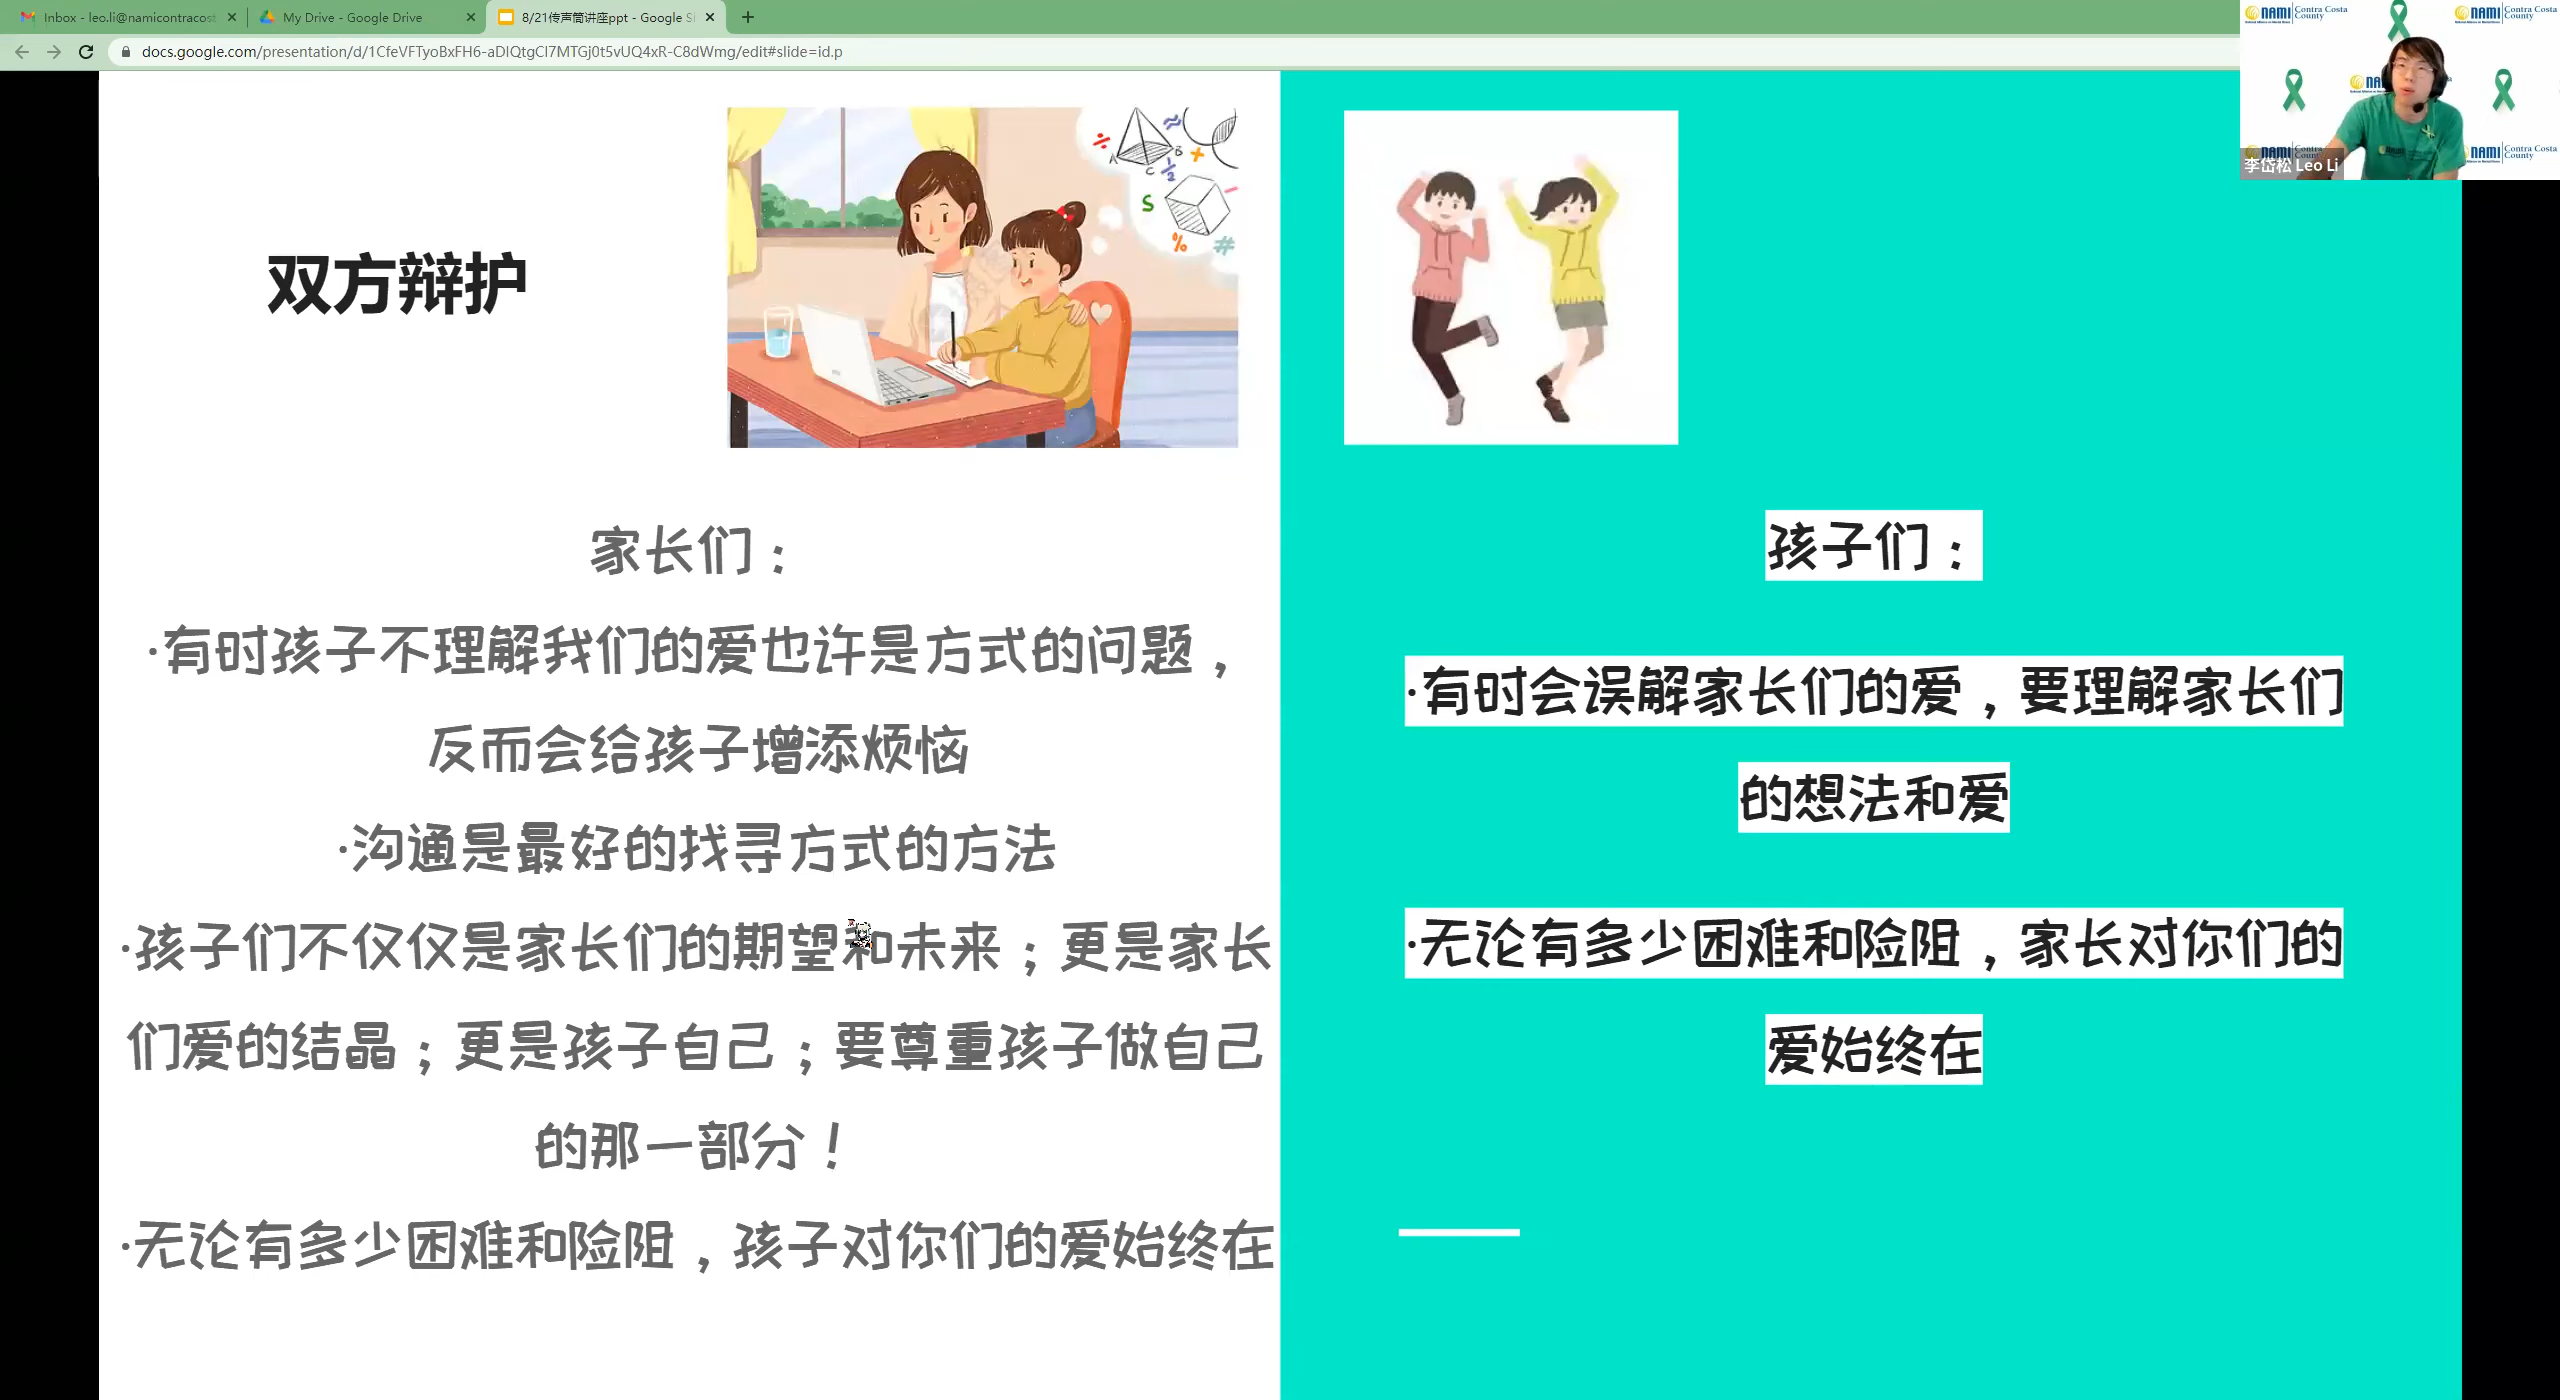 Inbox - leo.li@namicontracost
My Drive - Google Drive
8/21传声筒讲座ppt - Google Sl
docs.google.com/presentation/d/1CfeVFTyoBxFH6-aDIQtgCl7MTGj0t5vUQ4xR-C8dWmg/edit#slide=id.p
NAMI Contra Costa County
NAMI Contra Costa County
李岱松 Leo Li
双方辩护
家长们：
·有时孩子不理解我们的爱也许是方式的问题，
反而会给孩子增添烦恼
·沟通是最好的找寻方式的方法
·孩子们不仅仅是家长们的期望和未来；更是家长
们爱的结晶；更是孩子自己；要尊重孩子做自己
的那一部分！
·无论有多少困难和险阻，孩子对你们的爱始终在
孩子们：
·有时会误解家长们的爱，要理解家长们
的想法和爱
·无论有多少困难和险阻，家长对你们的
爱始终在